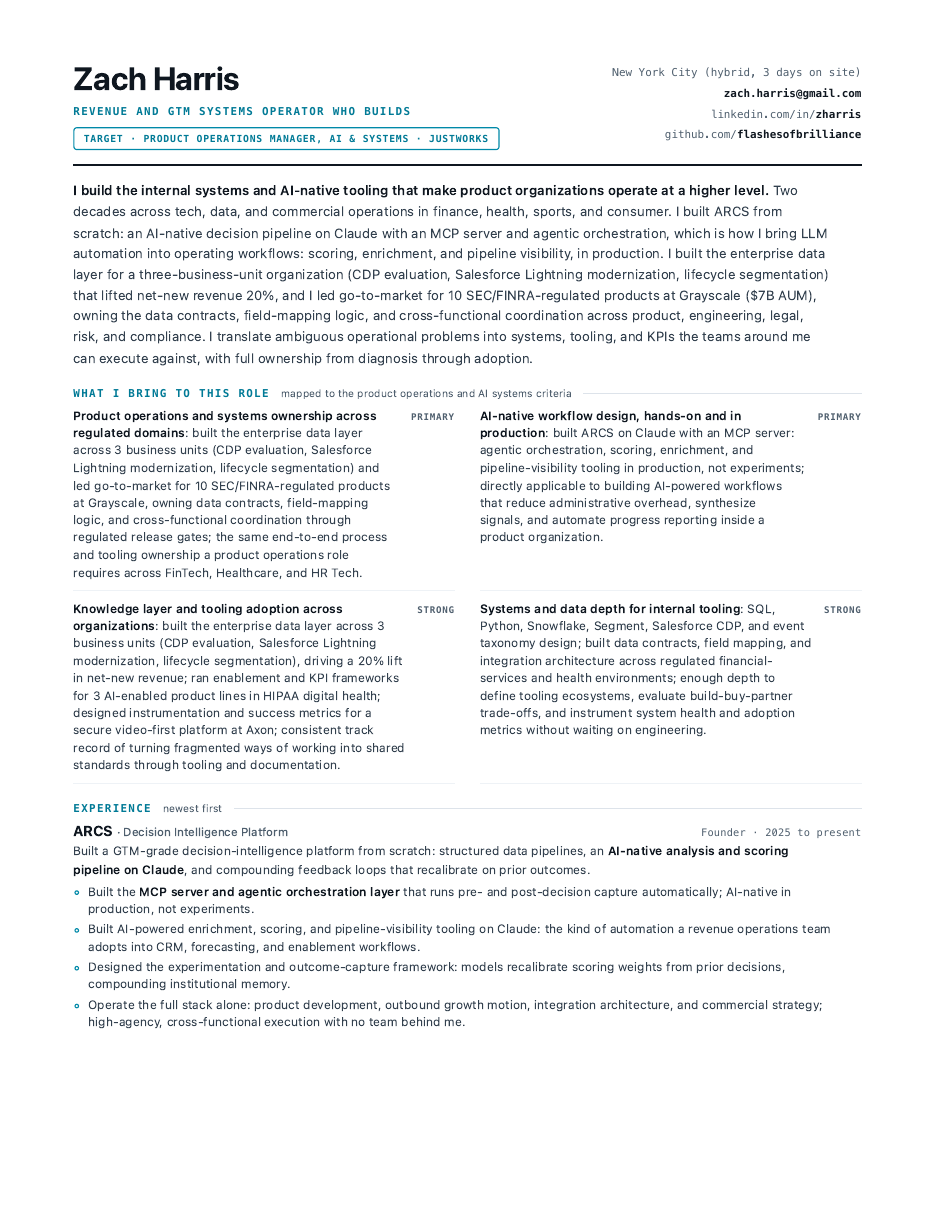 Zach Harris
REVENUE AND GTM SYSTEMS OPERATOR WHO BUILDS
TARGET · PRODUCT OPERATIONS MANAGER, AI & SYSTEMS · JUSTWORKS
New York City (hybrid, 3 days on site)
zach.harris@gmail.com
linkedin.com/in/zharris
github.com/flashesofbrilliance
I build the internal systems and AI-native tooling that make product organizations operate at a higher level. Two
decades across tech, data, and commercial operations in finance, health, sports, and consumer. I built ARCS from
scratch: an AI-native decision pipeline on Claude with an MCP server and agentic orchestration, which is how I bring LLM
automation into operating workflows: scoring, enrichment, and pipeline visibility, in production. I built the enterprise data
layer for a three-business-unit organization (CDP evaluation, Salesforce Lightning modernization, lifecycle segmentation)
that lifted net-new revenue 20%, and I led go-to-market for 10 SEC/FINRA-regulated products at Grayscale ($7B AUM),
owning the data contracts, field-mapping logic, and cross-functional coordination across product, engineering, legal,
risk, and compliance. I translate ambiguous operational problems into systems, tooling, and KPIs the teams around me
can execute against, with full ownership from diagnosis through adoption.
WHAT I BRING TO THIS ROLE mapped to the product operations and AI systems criteria
Product operations and systems ownership across PRIMARY
regulated domains: built the enterprise data layer
across 3 business units (CDP evaluation, Salesforce
Lightning modernization, lifecycle segmentation) and
led go-to-market for 10 SEC/FINRA-regulated products
at Grayscale, owning data contracts, field-mapping
logic, and cross-functional coordination through
regulated release gates; the same end-to-end process
and tooling ownership a product operations role
requires across FinTech, Healthcare, and HR Tech.
AI-native workflow design, hands-on and in PRIMARY
production: built ARCS on Claude with an MCP server:
agentic orchestration, scoring, enrichment, and
pipeline-visibility tooling in production, not experiments;
directly applicable to building AI-powered workflows
that reduce administrative overhead, synthesize
signals, and automate progress reporting inside a
product organization.
Knowledge layer and tooling adoption across STRONG
organizations: built the enterprise data layer across 3
business units (CDP evaluation, Salesforce Lightning
modernization, lifecycle segmentation), driving a 20% lift
in net-new revenue; ran enablement and KPI frameworks
for 3 AI-enabled product lines in HIPAA digital health;
designed instrumentation and success metrics for a
secure video-first platform at Axon; consistent track
record of turning fragmented ways of working into shared
standards through tooling and documentation.
Systems and data depth for internal tooling: SQL, STRONG
Python, Snowflake, Segment, Salesforce CDP, and event
taxonomy design; built data contracts, field mapping, and
integration architecture across regulated financial-
services and health environments; enough depth to
define tooling ecosystems, evaluate build-buy-partner
trade-offs, and instrument system health and adoption
metrics without waiting on engineering.
EXPERIENCE newest first
ARCS · Decision Intelligence Platform Founder · 2025 to present
Built a GTM-grade decision-intelligence platform from scratch: structured data pipelines, an AI-native analysis and scoring
pipeline on Claude, and compounding feedback loops that recalibrate on prior outcomes.
Built the MCP server and agentic orchestration layer that runs pre- and post-decision capture automatically; AI-native in
production, not experiments.
Built AI-powered enrichment, scoring, and pipeline-visibility tooling on Claude: the kind of automation a revenue operations team
adopts into CRM, forecasting, and enablement workflows.
Designed the experimentation and outcome-capture framework: models recalibrate scoring weights from prior decisions,
compounding institutional memory.
Operate the full stack alone: product development, outbound growth motion, integration architecture, and commercial strategy;
high-agency, cross-functional execution with no team behind me.